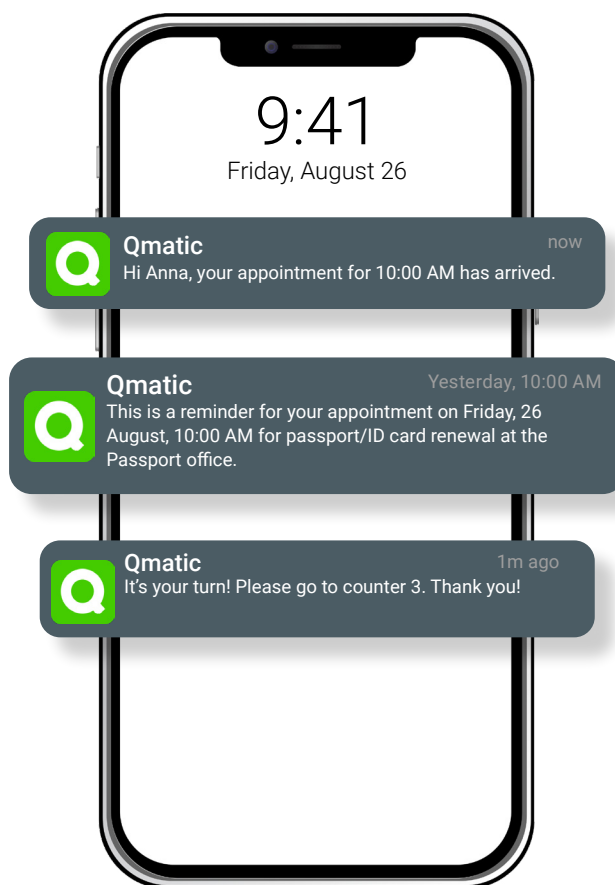 9:41
Friday, August 26
Qmatic
now
Hi Anna, your appointment for 10:00 AM has arrived.
Qmatic
Yesterday, 10:00 AM
This is a reminder for your appointment on Friday, 26
August, 10:00 AM for passport/ID card renewal at the
Passport office.
Qmatic
1m ago
It's your turn! Please go to counter 3. Thank you!